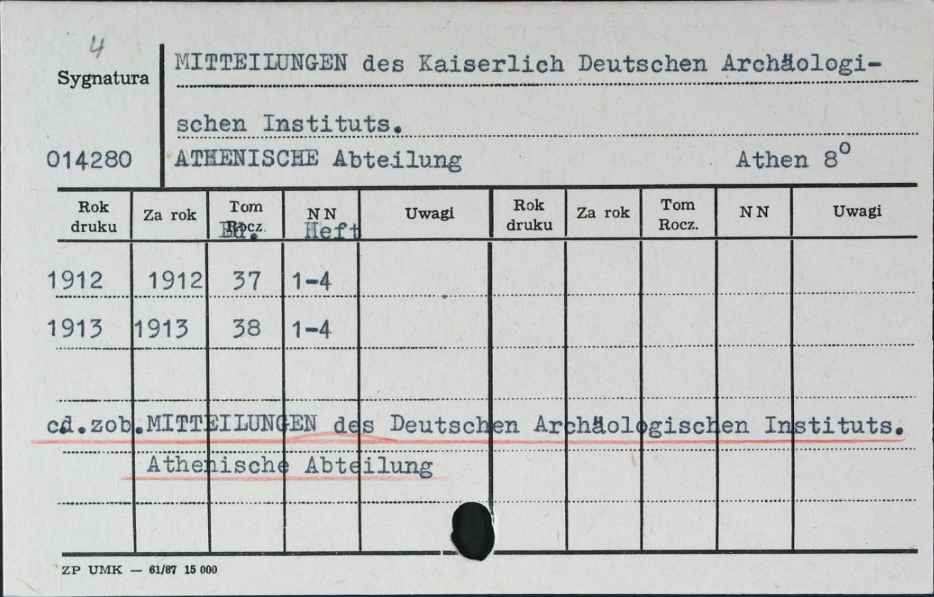 4
Sygnatura
MITTEILUNGEN des Kaiserlich Deutschen Archäologi-
schen Instituts.
014280 ATHENISCHE Abteilung Athen 8°
Rok druku Za rok Tom Rocz. NN Uwagi Rok druku Za rok Tom Rocz. NN Uwagi
Bd. Heft
1912 1912 37 1-4
1913 1913 38 1-4
cd.zob.MITTEILUNGEN des Deutschen Archäologischen Instituts.
Athenische Abteilung
ZP UMK — 61/87 15 000